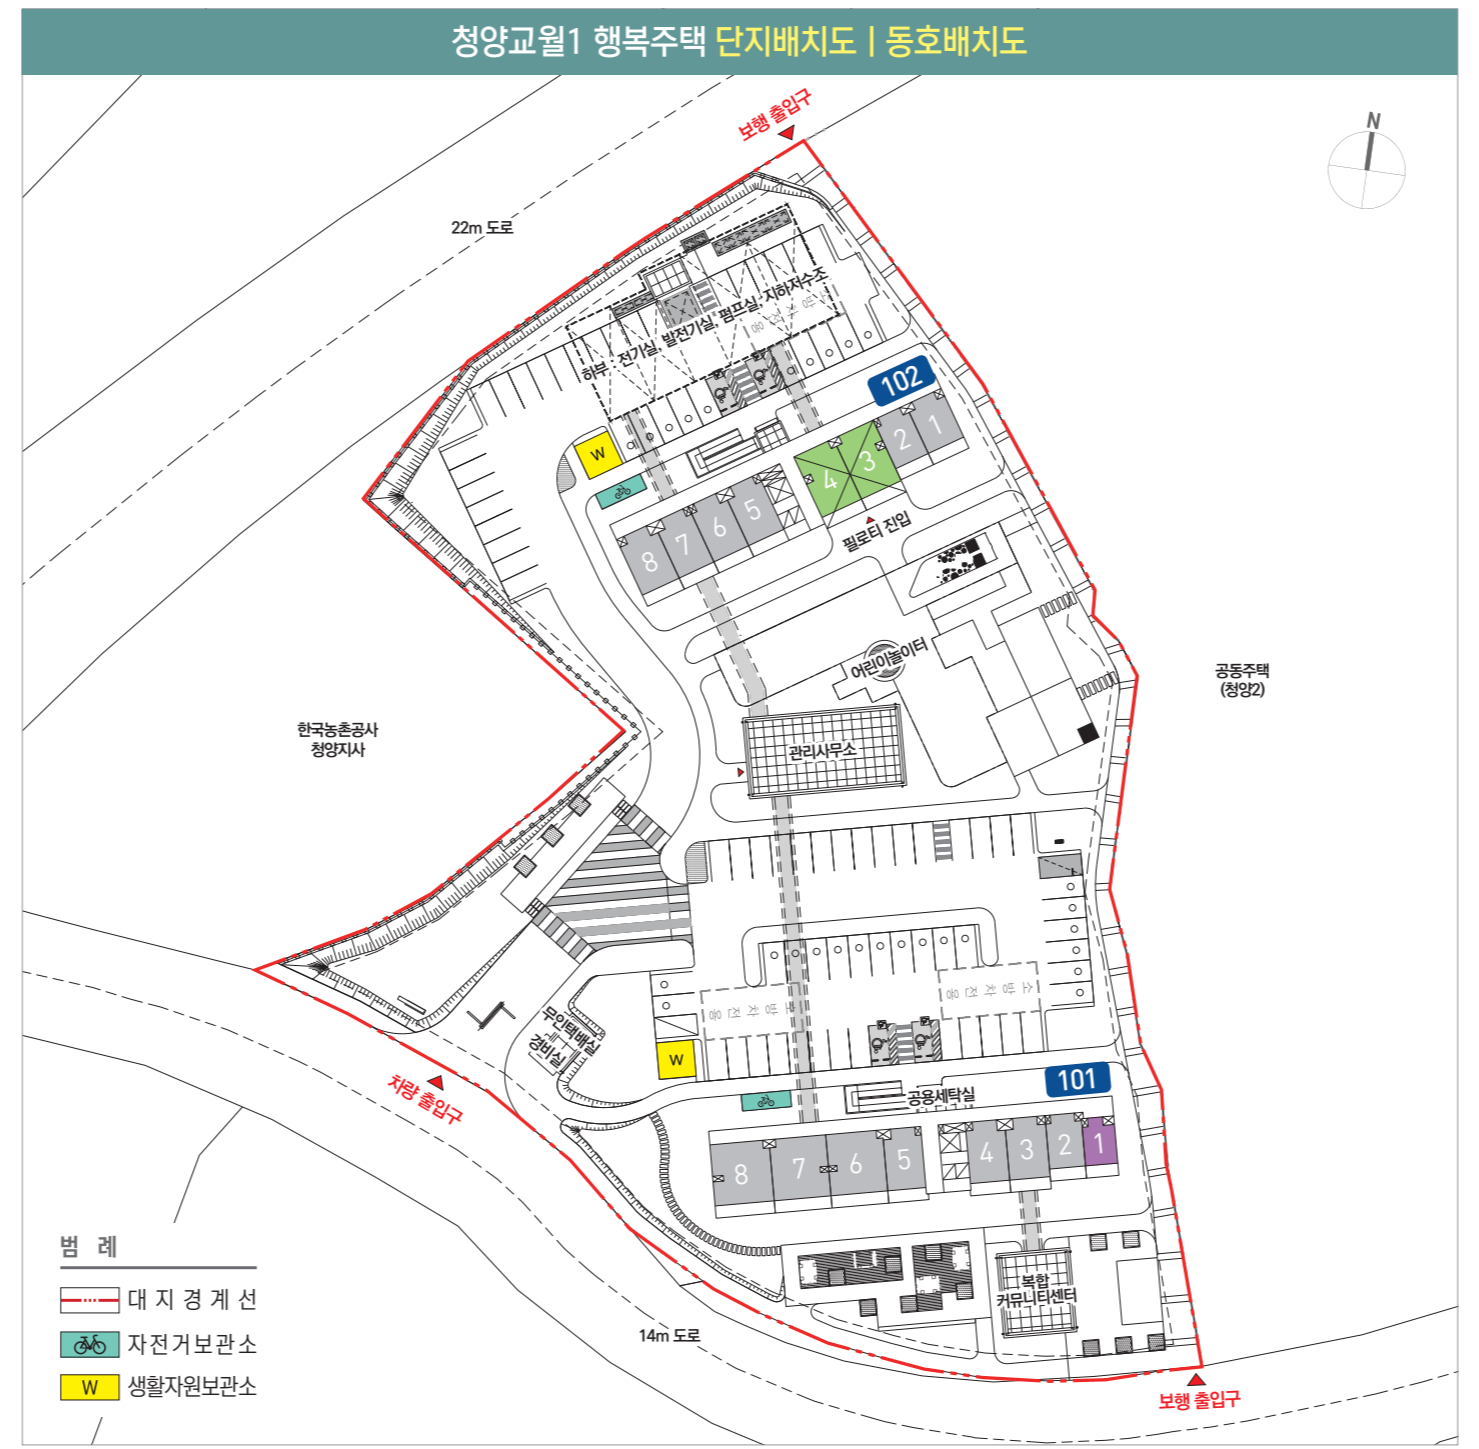 청양교월1 행복주택 단지배치도 | 동호배치도
보행 출입구
N
22m 도로
하부 : 전기실, 발전기실, 펌프실, 지하저수조
102
W
4
3
2
1
8
7
6
5
필로티 진입
어린이놀이터
공동주택
(청양2)
한국농촌공사
청양지사
관리사무소
무인택배실
경비실
W
차량 출입구
101
공용세탁실
8
7
6
5
4
3
2
1
복합
커뮤니티센터
14m 도로
보행 출입구
범 례
대 지 경 계 선
자전거보관소
W 생활자원보관소